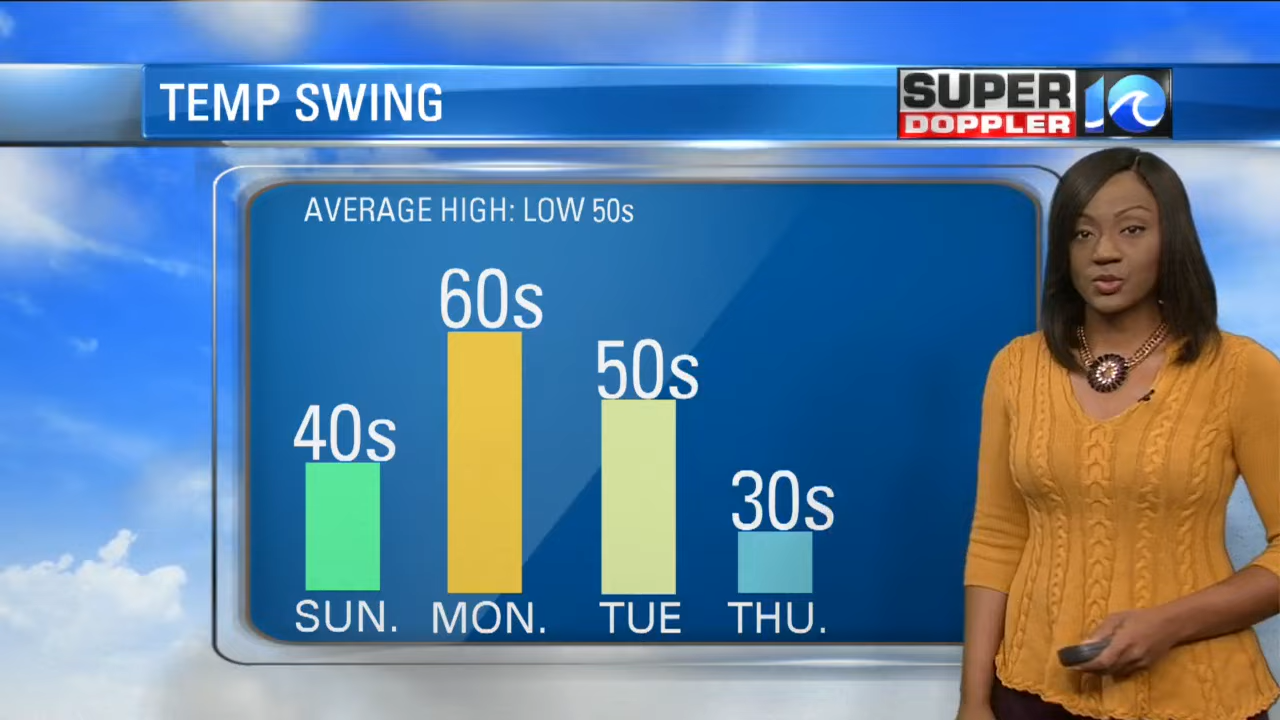 TEMP SWING
SUPER
DOPPLER
10
AVERAGE HIGH: LOW 50s
40s
60s
50s
30s
SUN.
MON.
TUE
THU.